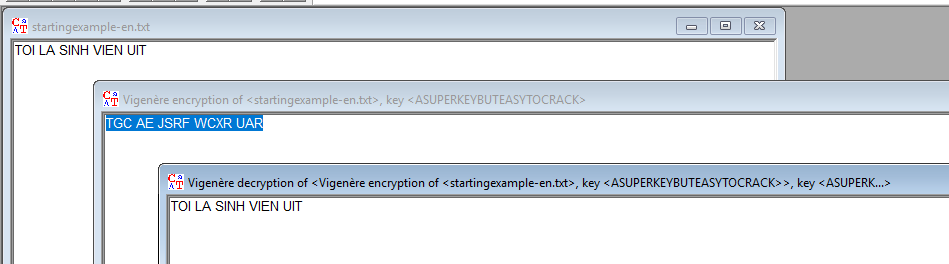 startingexample-en.txt
TOI LA SINH VIEN UIT
Vigenère encryption of <startingexample-en.txt>, key <ASUPERKEYBUTEASYTOCRACK>
TGC AE JSRF WCXR UAR
Vigenère decryption of <Vigenère encryption of <startingexample-en.txt>, key <ASUPERKEYBUTEASYTOCRACK>>, key <ASUPERK...>
TOI LA SINH VIEN UIT